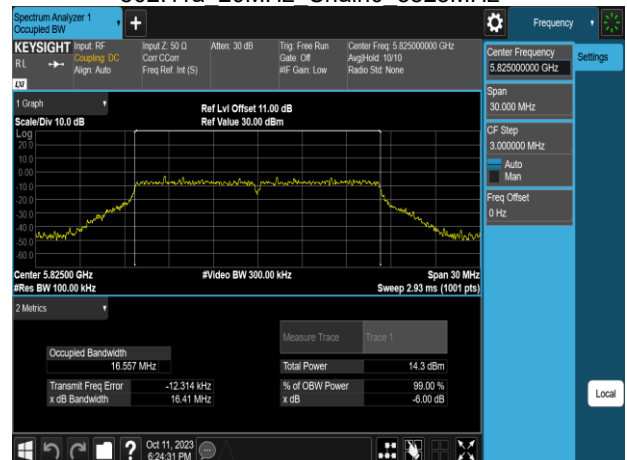 802.11a_20MHz_Chain0_5825MHz
Spectrum Analyzer 1
Occupied BW
Frequency
KEYSIGHT
RL
LXI
Input: RF
Coupling: DC
Align: Auto
Input Z: 50 Ω
Corr CCorr
Freq Ref: Int (S)
Atten: 30 dB
Trig: Free Run
Gate: Off
#IF Gain: Low
Center Freq: 5.825000000 GHz
Avg|Hold: 10/10
Radio Std: None
Center Frequency
5.825000000 GHz
Settings
Span
30.000 MHz
CF Step
3.000000 MHz
Auto
Man
Freq Offset
0 Hz
Local
1 Graph
Scale/Div 10.0 dB
Ref Lvl Offset 11.00 dB
Ref Value 30.00 dBm
Log
20.0
10.0
0.00
-10.0
-20.0
-30.0
-40.0
-50.0
-60.0
Center 5.82500 GHz
#Video BW 300.00 kHz
Span 30 MHz
#Res BW 100.00 kHz
Sweep 2.93 ms (1001 pts)
2 Metrics
Measure Trace
Trace 1
Occupied Bandwidth
16.557 MHz
Total Power
14.3 dBm
Transmit Freq Error
-12.314 kHz
% of OBW Power
99.00 %
x dB Bandwidth
16.41 MHz
x dB
-6.00 dB
?
Oct 11, 2023
6:24:31 PM